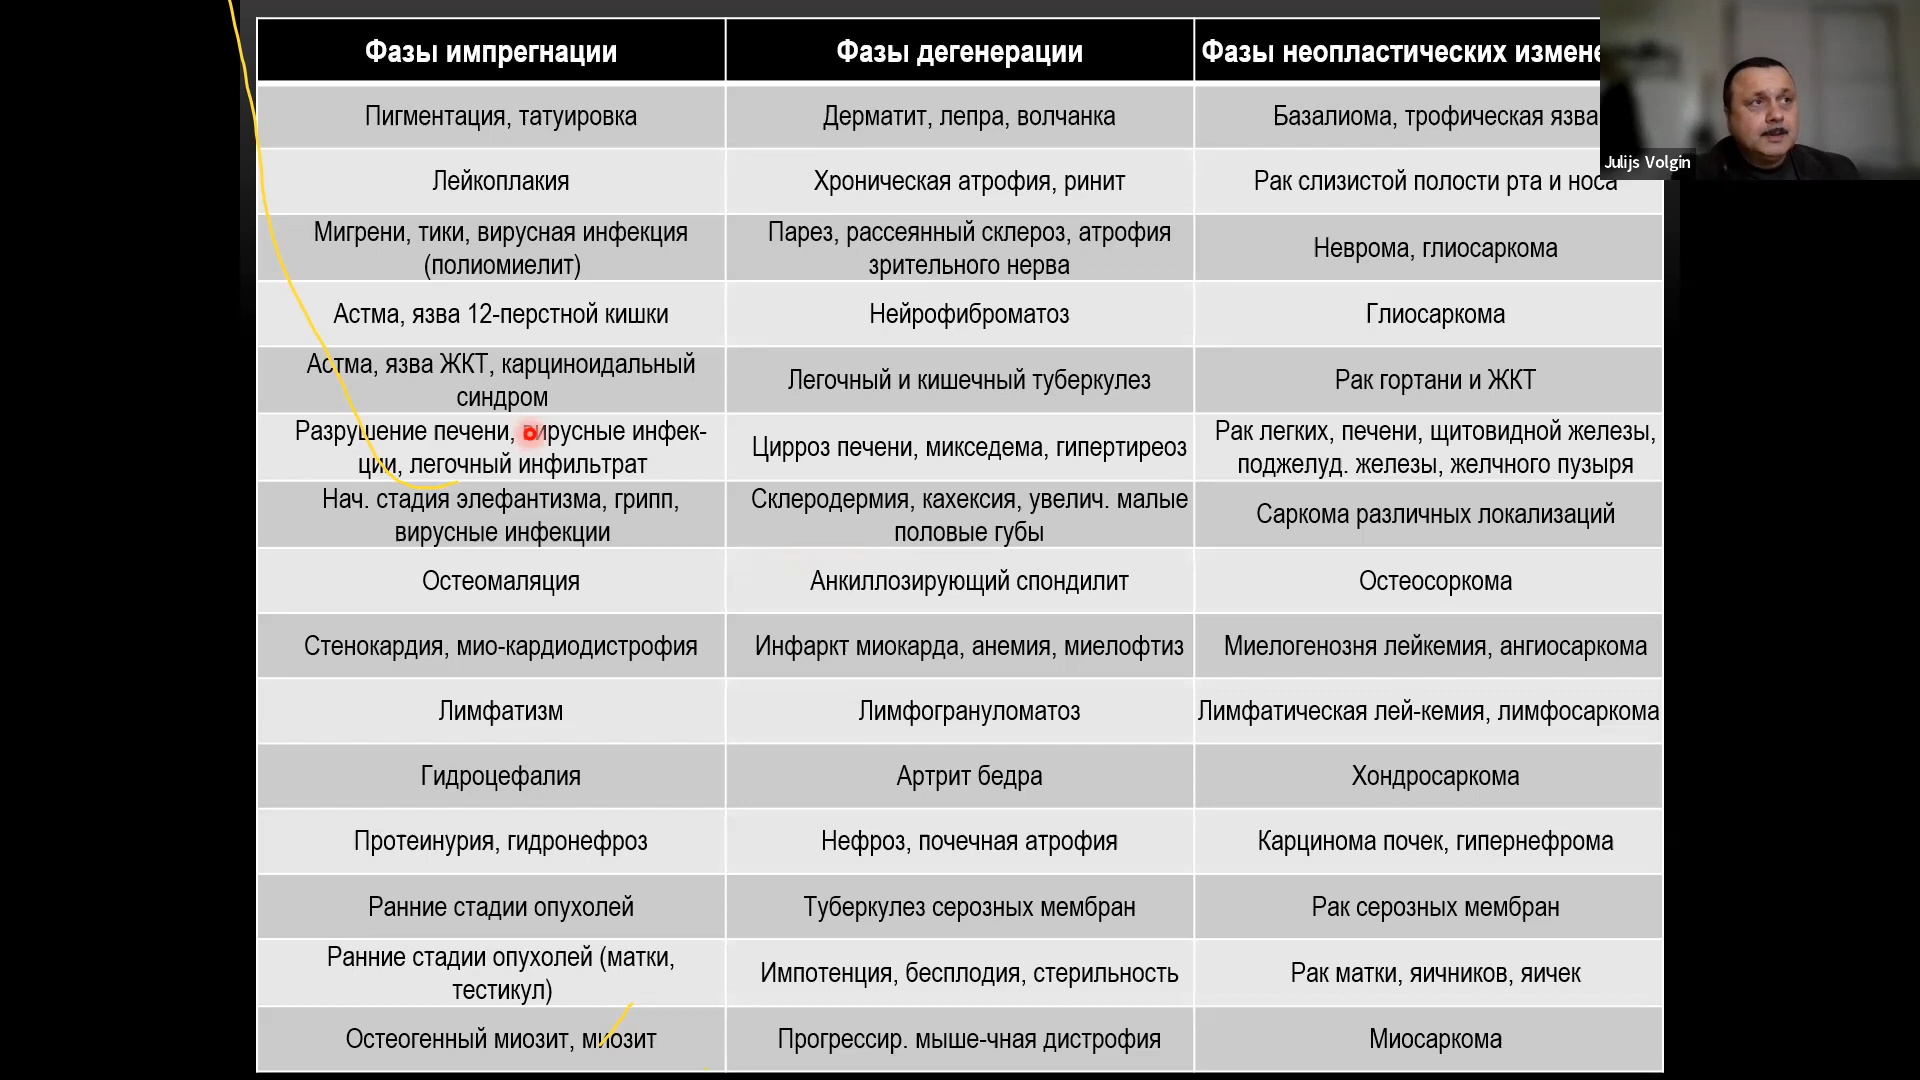 Фазы импрегнации
Фазы дегенерации
Фазы неопластических измене
Пигментация, татуировка
Дерматит, лепра, волчанка
Базалиома, трофическая язва
Julijs Volgin
Лейкоплакия
Хроническая атрофия, ринит
Рак слизистой полости рта и носа
Мигрени, тики, вирусная инфекция
(полиомиелит)
Парез, рассеянный склероз, атрофия
зрительного нерва
Неврома, глиосаркома
Астма, язва 12-перстной кишки
Нейрофиброматоз
Глиосаркома
Астма, язва ЖКТ, карциноидальный
синдром
Легочный и кишечный туберкулез
Рак гортани и ЖКТ
Разрушение печени, вирусные инфек-
ции, легочный инфильтрат
Цирроз печени, микседема, гипертиреоз
Рак легких, печени, щитовидной железы,
поджелуд. железы, желчного пузыря
Нач. стадия элефантизма, грипп,
вирусные инфекции
Склеродермия, кахексия, увелич. малые
половые губы
Саркома различных локализаций
Остеомаляция
Анкиллозирующий спондилит
Остеосоркома
Стенокардия, мио-кардиодистрофия
Инфаркт миокарда, анемия, миелофтиз
Миелогенозня лейкемия, ангиосаркома
Лимфатизм
Лимфогрануломатоз
Лимфатическая лей-кемия, лимфосаркома
Гидроцефалия
Артрит бедра
Хондросаркома
Протеинурия, гидронефроз
Нефроз, почечная атрофия
Карцинома почек, гипернефрома
Ранние стадии опухолей
Туберкулез серозных мембран
Рак серозных мембран
Ранние стадии опухолей (матки,
тестикул)
Импотенция, бесплодия, стерильность
Рак матки, яичников, яичек
Остеогенный миозит, миозит
Прогрессир. мыше-чная дистрофия
Миосаркома